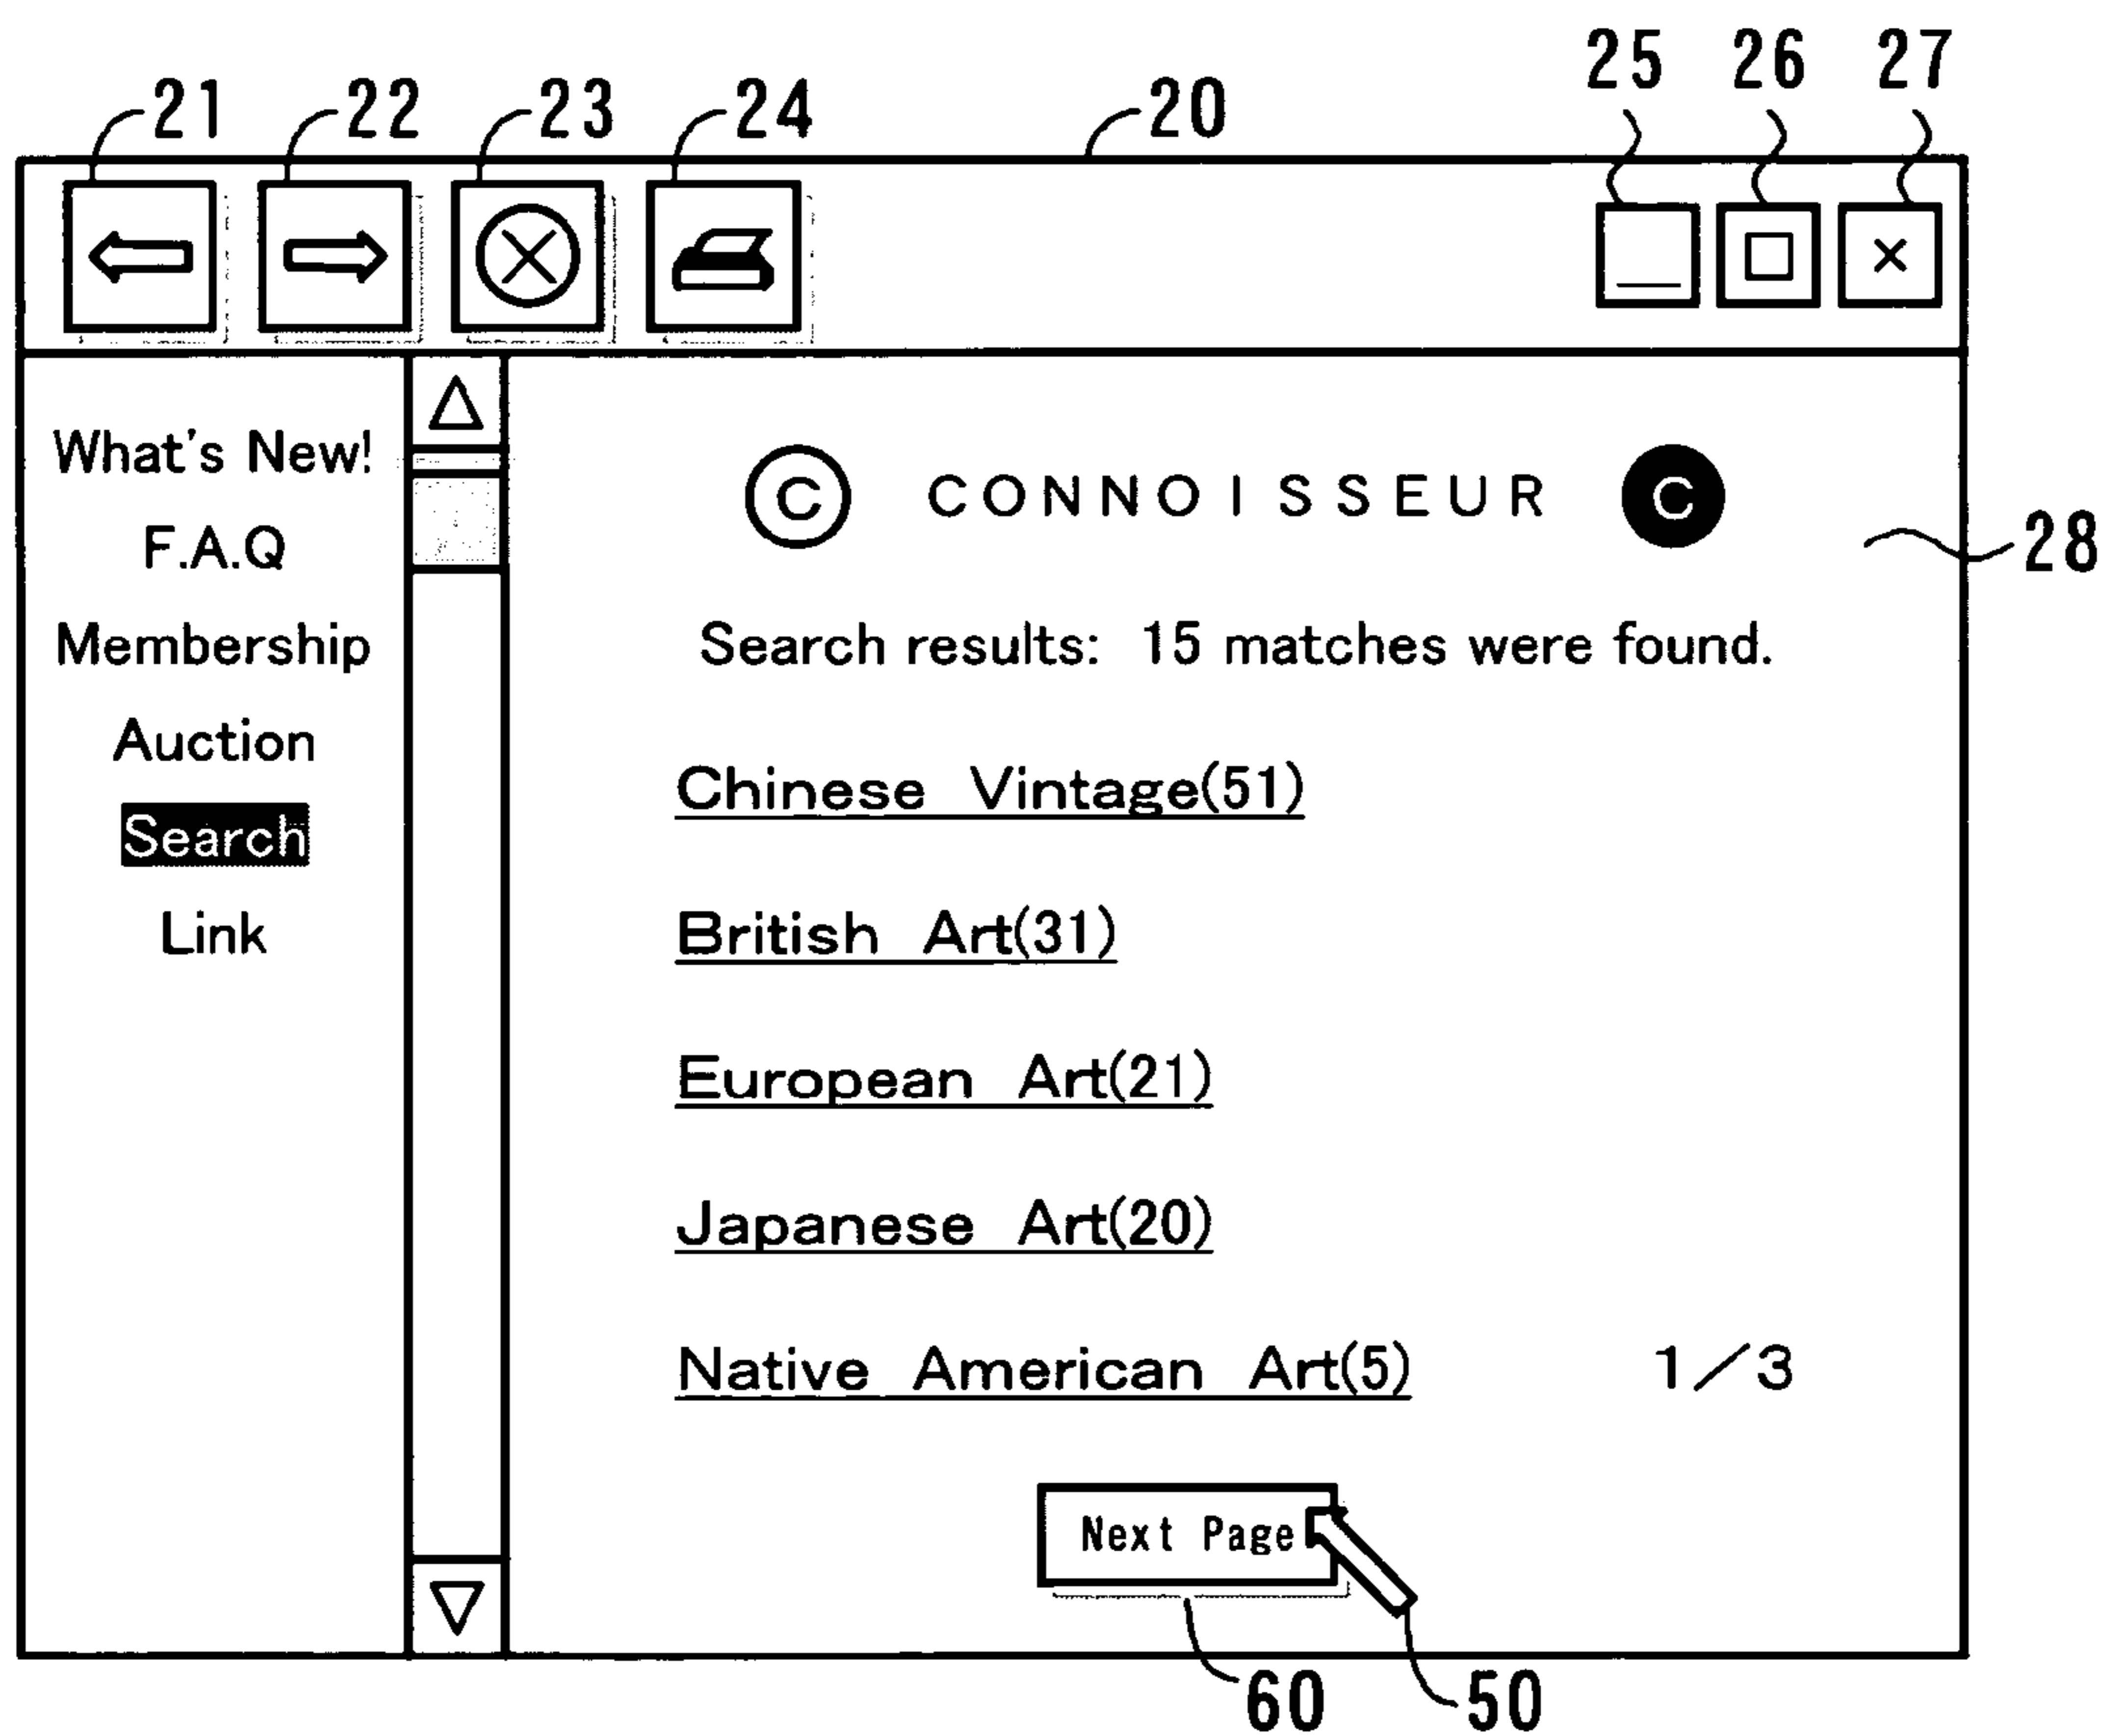 25 26 27
21 22 23 24 20
What's New!
F.A.Q
Membership
Auction
Search
Link
C CONNOISSEUR C
28
Search results: 15 matches were found.
Chinese Vintage(51)
British Art(31)
European Art(21)
Japanese Art(20)
Native American Art(5)
1/3
Next Page
60 50